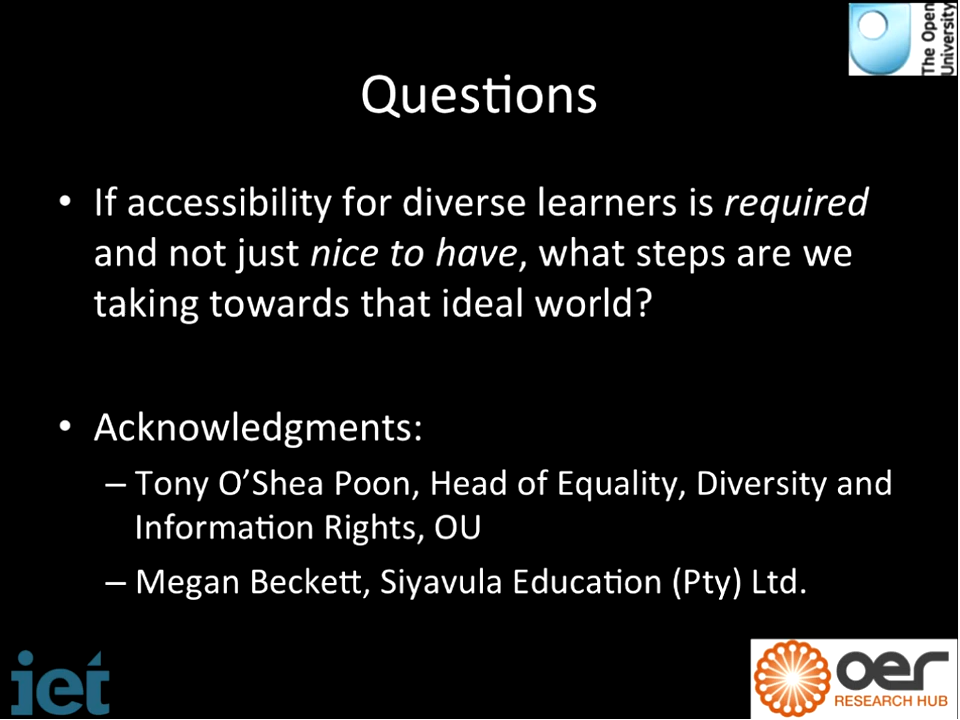 The Open
University
Questions
• If accessibility for diverse learners is required
and not just nice to have, what steps are we
taking towards that ideal world?
• Acknowledgments:
– Tony O’Shea Poon, Head of Equality, Diversity and
Information Rights, OU
– Megan Beckett, Siyavula Education (Pty) Ltd.
iet
oer
RESEARCH HUB